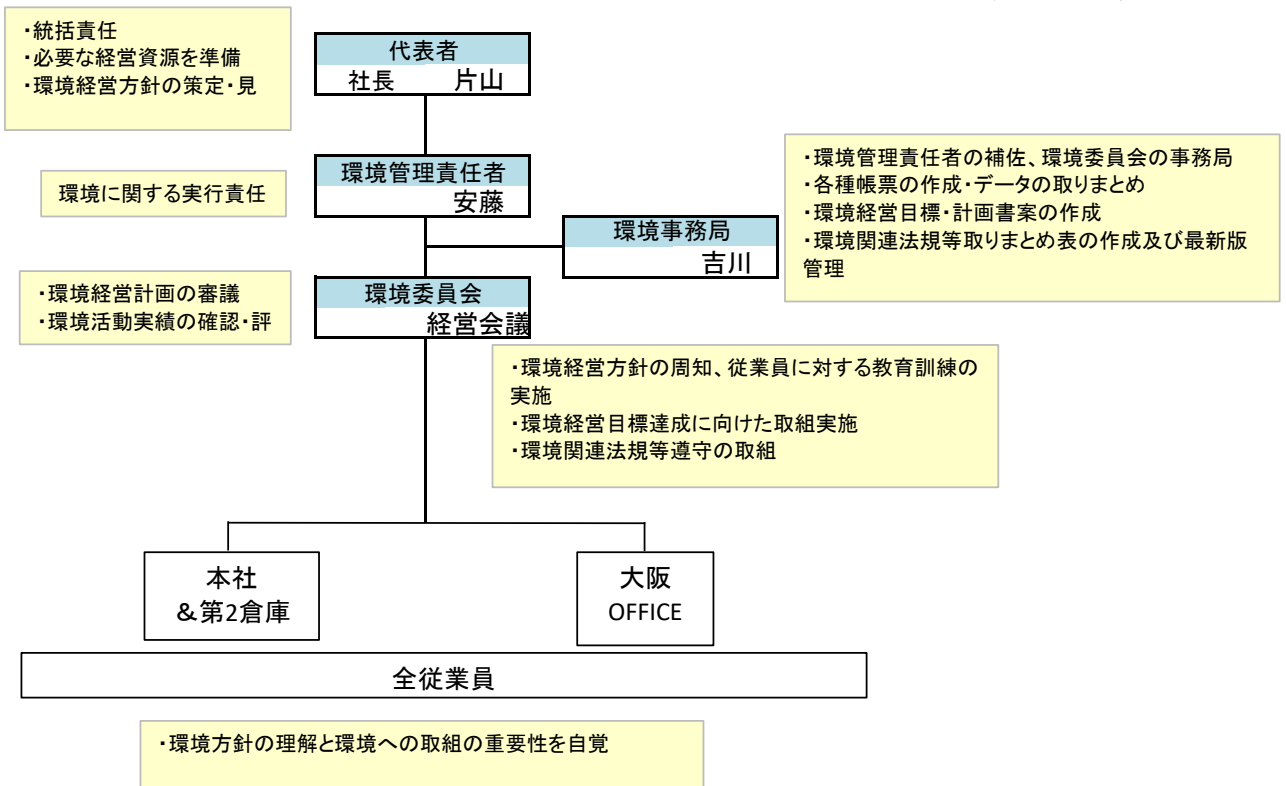 ・統括責任
・必要な経営資源を準備
・環境経営方針の策定・見
代表者
社長 片山
環境管理責任者
安藤
環境に関する実行責任
・環境管理責任者の補佐、環境委員会の事務局
・各種帳票の作成・データの取りまとめ
・環境経営目標・計画書案の作成
・環境関連法規等取りまとめ表の作成及び最新版
管理
環境事務局
吉川
・環境経営計画の審議
・環境活動実績の確認・評
環境委員会
経営会議
・環境経営方針の周知、従業員に対する教育訓練の
実施
・環境経営目標達成に向けた取組実施
・環境関連法規等遵守の取組
本社
&第2倉庫
大阪
OFFICE
全従業員
・環境方針の理解と環境への取組の重要性を自覚